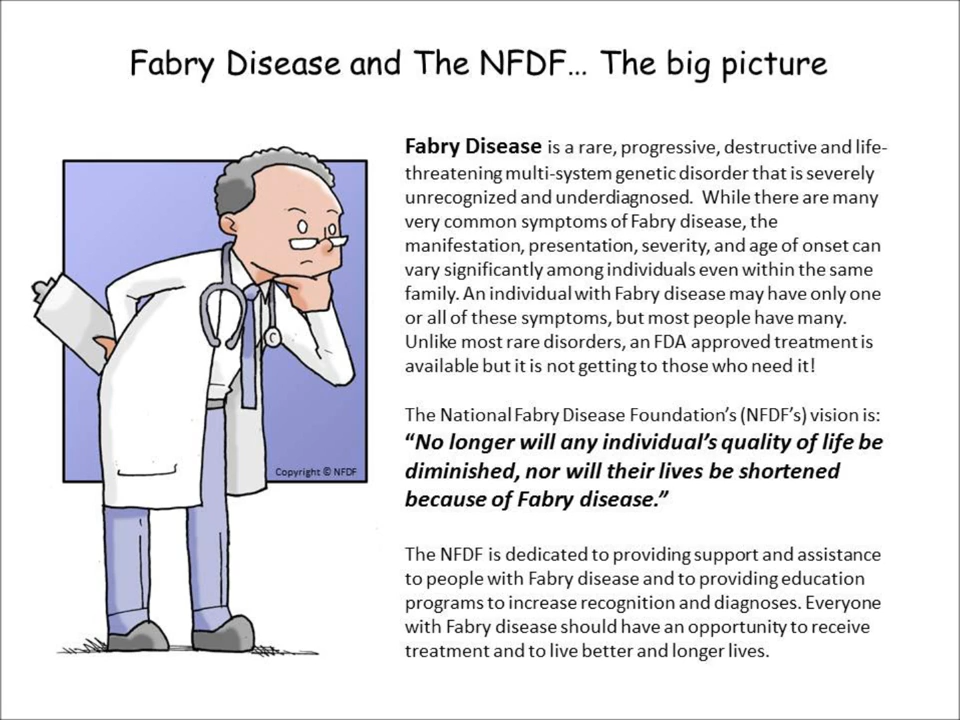 Fabry Disease and The NFDF... The big picture
Fabry Disease is a rare, progressive, destructive and life-
threatening multi-system genetic disorder that is severely
unrecognized and underdiagnosed.  While there are many
very common symptoms of Fabry disease, the
manifestation, presentation, severity, and age of onset can
vary significantly among individuals even within the same
family. An individual with Fabry disease may have only one
or all of these symptoms, but most people have many.
Unlike most rare disorders, an FDA approved treatment is
available but it is not getting to those who need it!
The National Fabry Disease Foundation's (NFDF's) vision is:
"No longer will any individual's quality of life be
diminished, nor will their lives be shortened
because of Fabry disease."
The NFDF is dedicated to providing support and assistance
to people with Fabry disease and to providing education
programs to increase recognition and diagnoses. Everyone
with Fabry disease should have an opportunity to receive
treatment and to live better and longer lives.
Copyright © NFDF